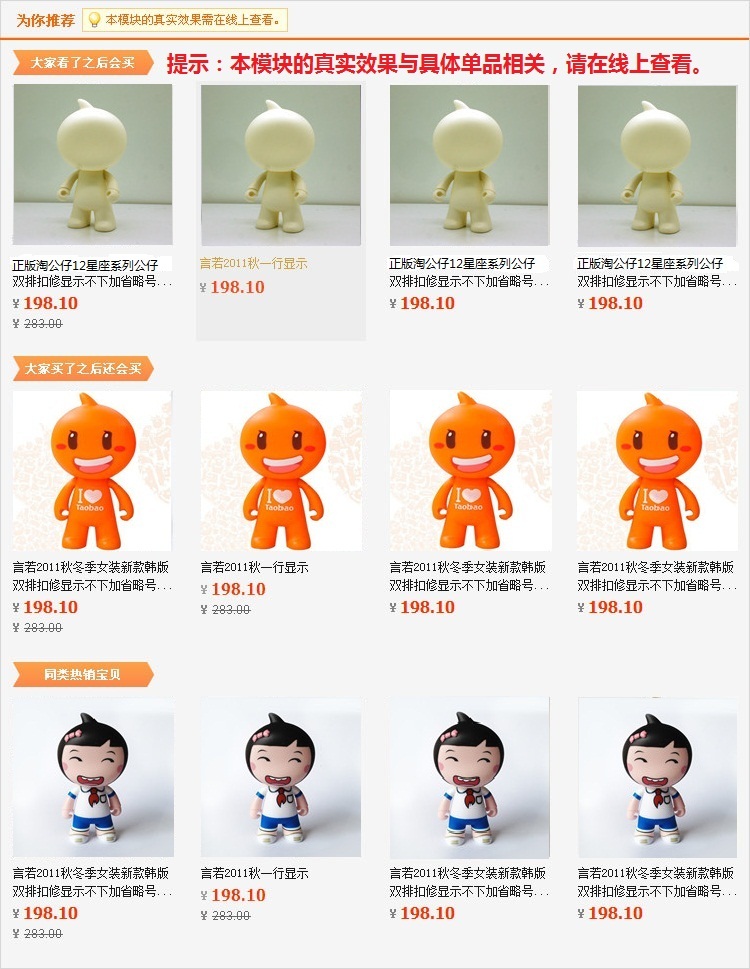 为你推荐
本模块的真实效果需在线上查看。
大家看了之后会买
提示：本模块的真实效果与具体单品相关，请在线上查看。
正版淘公仔12星座系列公仔
双排扣修显示不下加省略号...
¥ 198.10
¥ 283.00
言若2011秋一行显示
¥ 198.10
正版淘公仔12星座系列公仔
双排扣修显示不下加省略号...
¥ 198.10
正版淘公仔12星座系列公仔
双排扣修显示不下加省略号...
¥ 198.10
大家买了之后还会买
I
Taobao
I
Taobao
I
Taobao
I
Taobao
言若2011秋冬季女装新款韩版
双排扣修显示不下加省略号...
¥ 198.10
¥ 283.00
言若2011秋一行显示
¥ 198.10
¥ 283.00
言若2011秋冬季女装新款韩版
双排扣修显示不下加省略号...
¥ 198.10
言若2011秋冬季女装新款韩版
双排扣修显示不下加省略号...
¥ 198.10
同类热销宝贝
言若2011秋冬季女装新款韩版
双排扣修显示不下加省略号...
¥ 198.10
¥ 283.00
言若2011秋一行显示
¥ 198.10
¥ 283.00
言若2011秋冬季女装新款韩版
双排扣修显示不下加省略号...
¥ 198.10
言若2011秋冬季女装新款韩版
双排扣修显示不下加省略号...
¥ 198.10